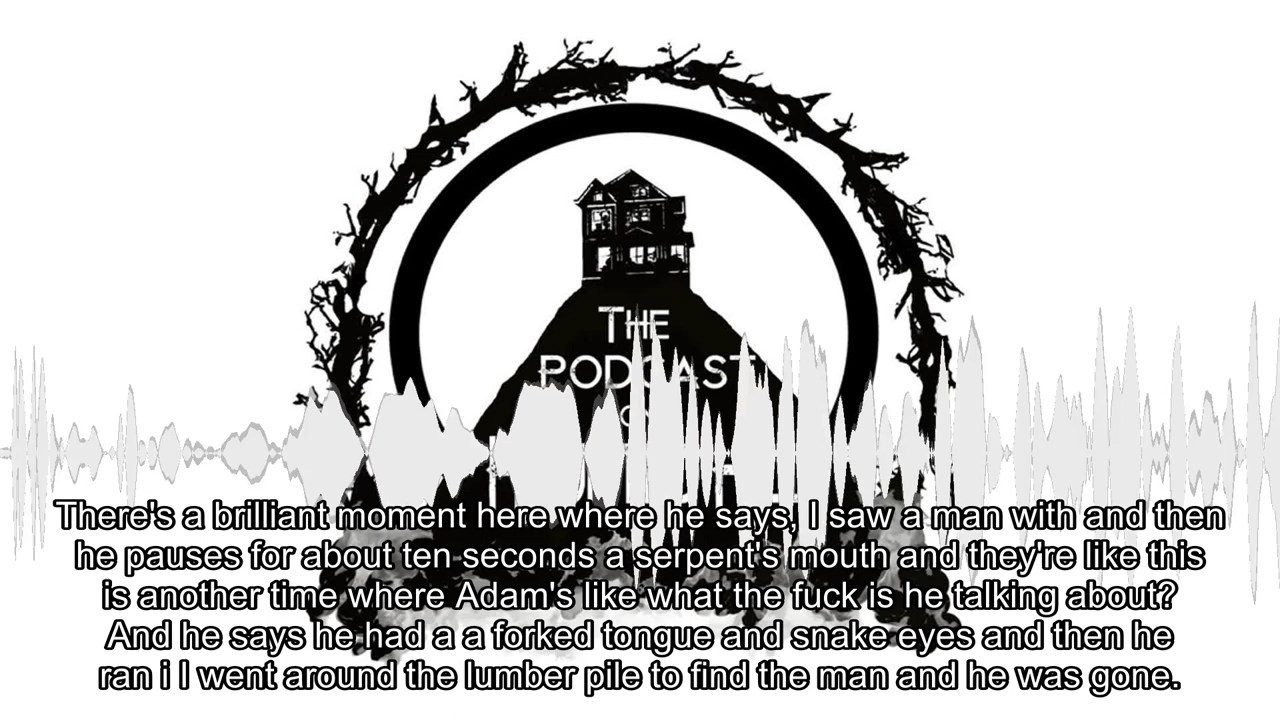 THE
PODCAST
There's a brilliant moment here where he says, I saw a man with and then
he pauses for about ten seconds a serpent's mouth and they're like this
is another time where Adam's like what the fuck is he talking about?
And he says he had a a forked tongue and snake eyes and then he
ran i I went around the lumber pile to find the man and he was gone.